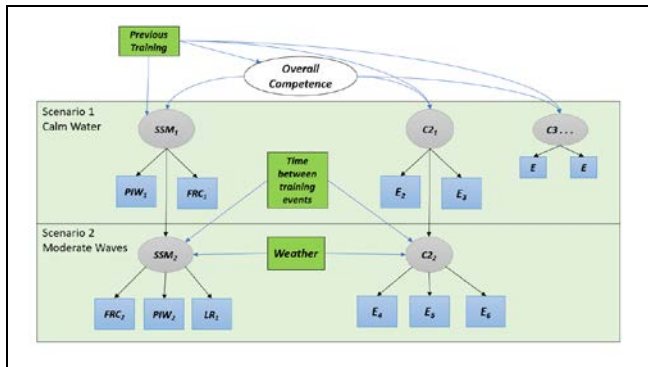 Previous
Training
Overall
Competence
Scenario 1
Calm Water
SSM₁
C2₁
C3 . . .
PIW₁
FRC₁
Time
between
training
events
E₂
E₃
E
E
Scenario 2
Moderate Waves
SSM₂
Weather
C2₂
FRC₂
PIW₂
LR₁
E₄
E₅
E₆